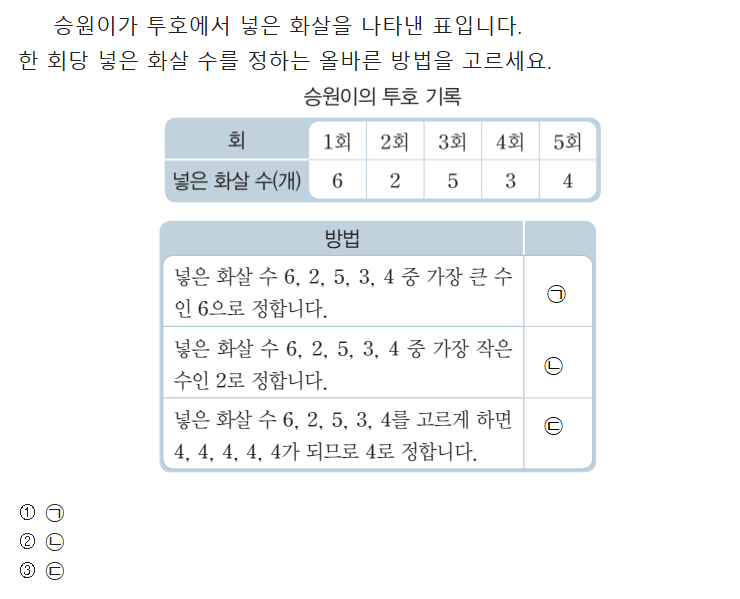 승원이가 투호에서 넣은 화살을 나타낸 표입니다.
한 회당 넣은 화살 수를 정하는 올바른 방법을 고르세요.
승원이의 투호 기록
회 1회 2회 3회 4회 5회
넣은 화살 수(개) 6 2 5 3 4
방법
넣은 화살 수 6, 2, 5, 3, 4 중 가장 큰 수
인 6으로 정합니다.
㉠
넣은 화살 수 6, 2, 5, 3, 4 중 가장 작은
수인 2로 정합니다.
㉡
넣은 화살 수 6, 2, 5, 3, 4를 고르게 하면
4, 4, 4, 4, 4가 되므로 4로 정합니다.
㉢
① ㉠
② ㉡
③ ㉢